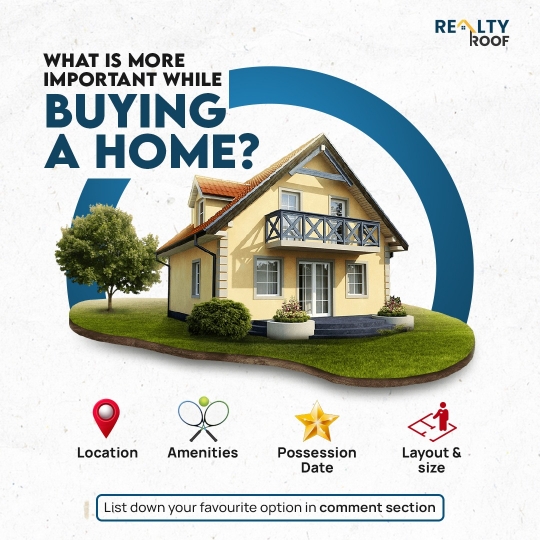 REALTY
ROOF
WHAT IS MORE
IMPORTANT WHILE
BUYING
A HOME?
Location
Amenities
Possession
Date
Layout &
size
List down your favourite option in comment section